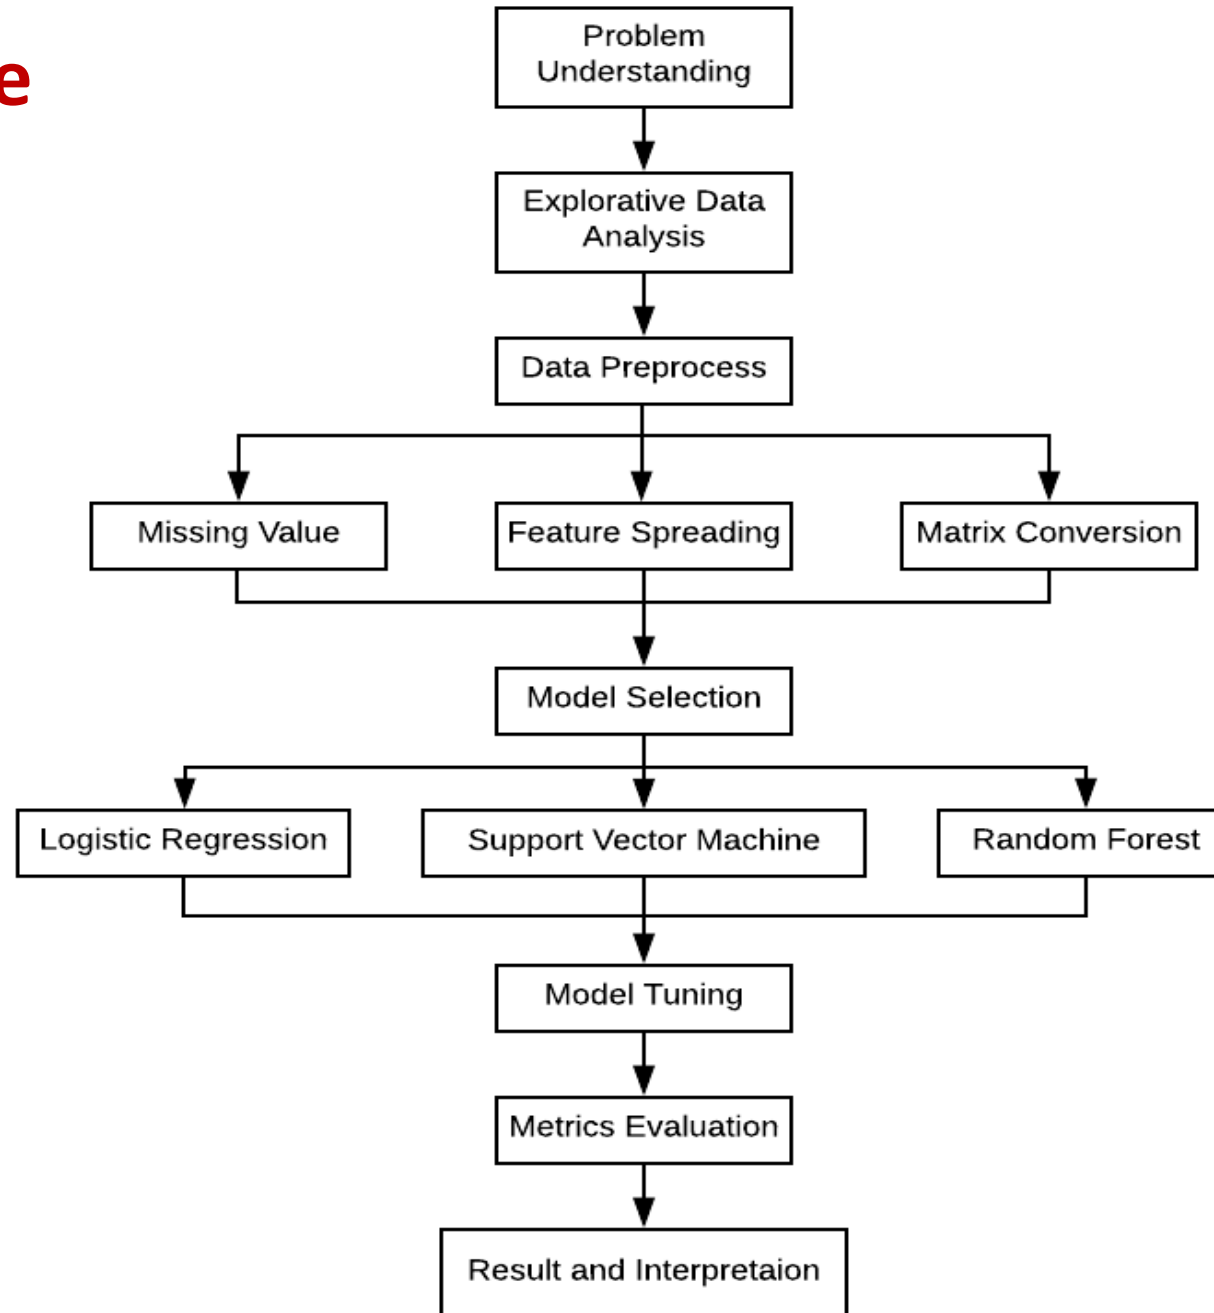 e
Problem
Understanding
Explorative Data
Analysis
Data Preprocess
Missing Value
Feature Spreading
Matrix Conversion
Model Selection
Logistic Regression
Support Vector Machine
Random Forest
Model Tuning
Metrics Evaluation
Result and Interpretaion